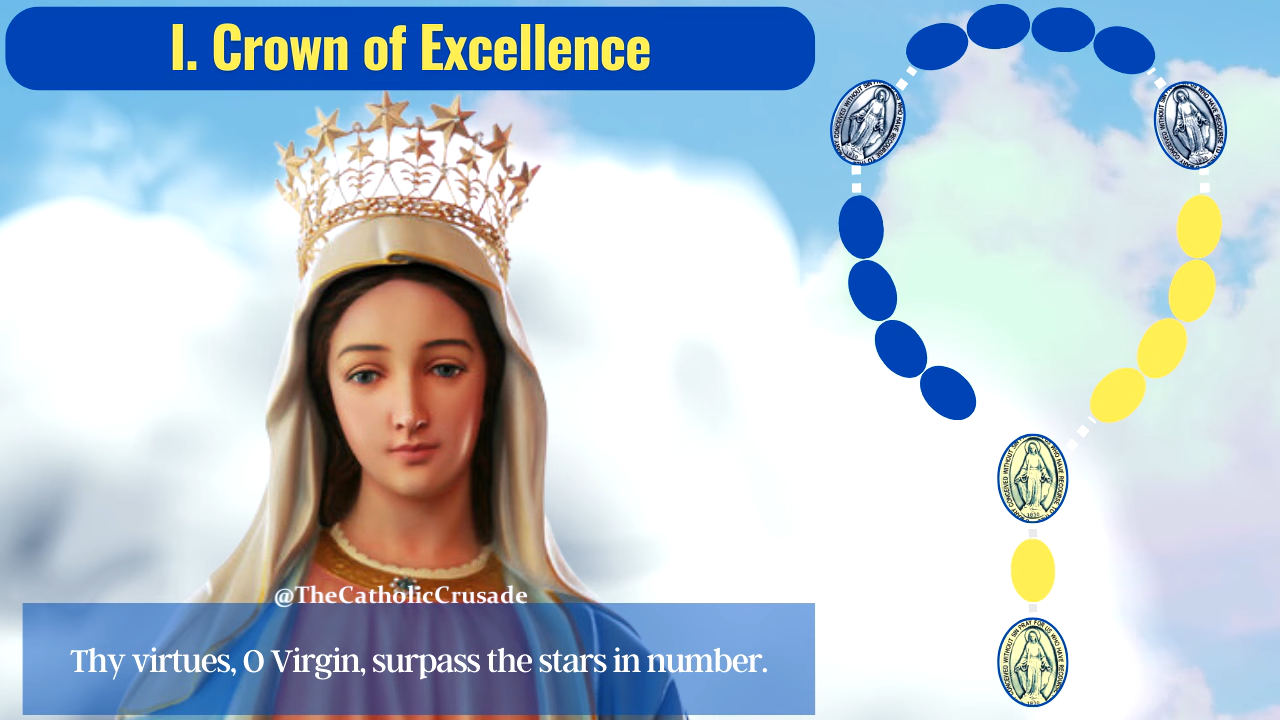 I. Crown of Excellence
@TheCatholicCrusade
Thy virtues, O Virgin, surpass the stars in number.